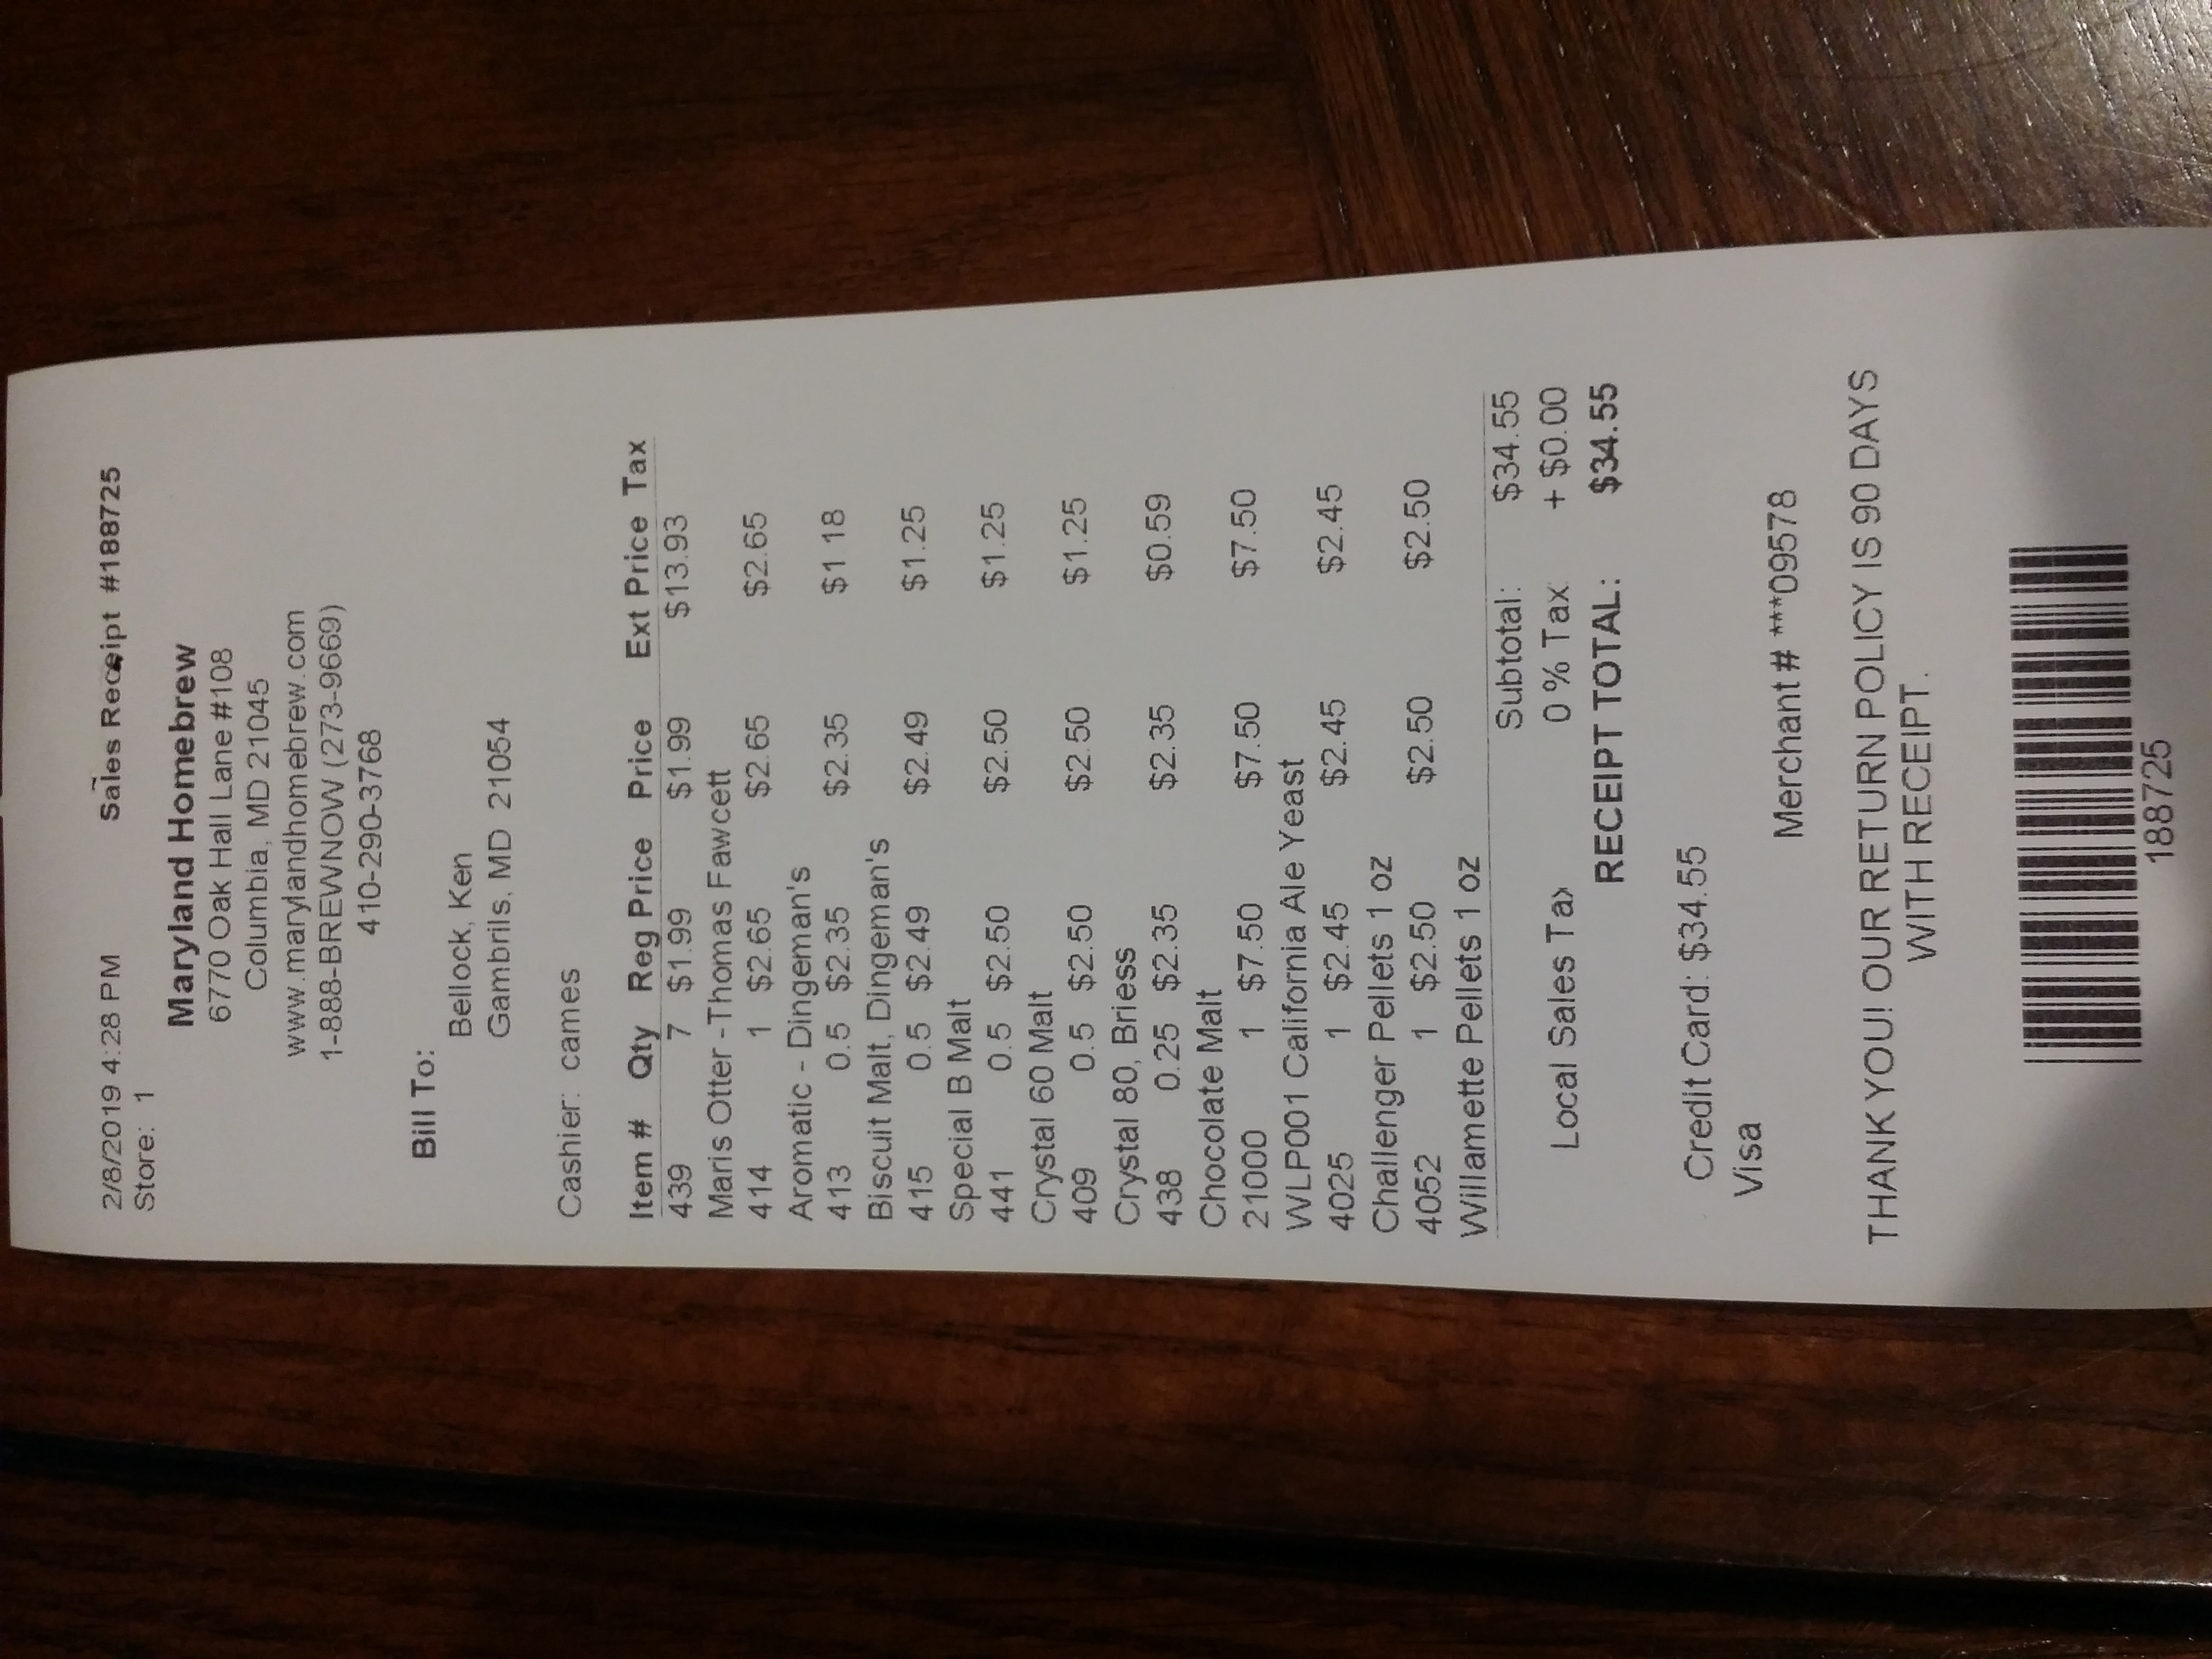 2/8/2019 4:28 PM Sales Receipt #188725
Store: 1
Maryland Homebrew
6770 Oak Hall Lane #108
Columbia, MD 21045
www.marylandhomebrew.com
1-888-BREWNOW (273-9669)
410-290-3768
Bill To:
Bellock, Ken
Gambrils, MD 21054
Cashier: cames
Item # Qty Reg Price Price Ext Price Tax
439 7 $1.99 $1.99 $13.93
Maris Otter -Thomas Fawcett
414 1 $2.65 $2.65 $2.65
Aromatic - Dingeman's
413 0.5 $2.35 $2.35 $1.18
Biscuit Malt, Dingeman's
415 0.5 $2.49 $2.49 $1.25
Special B Malt
441 0.5 $2.50 $2.50 $1.25
Crystal 60 Malt
409 0.5 $2.50 $2.50 $1.25
Crystal 80, Briess
438 0.25 $2.35 $2.35 $0.59
Chocolate Malt
21000 1 $7.50 $7.50 $7.50
WLP001 California Ale Yeast
4025 1 $2.45 $2.45 $2.45
Challenger Pellets 1 oz
4052 1 $2.50 $2.50 $2.50
Willamette Pellets 1 oz
Subtotal: $34.55
Local Sales Tax 0 % Tax: + $0.00
RECEIPT TOTAL: $34.55
Credit Card: $34.55
Visa
Merchant # ***09578
THANK YOU! OUR RETURN POLICY IS 90 DAYS
WITH RECEIPT.
188725